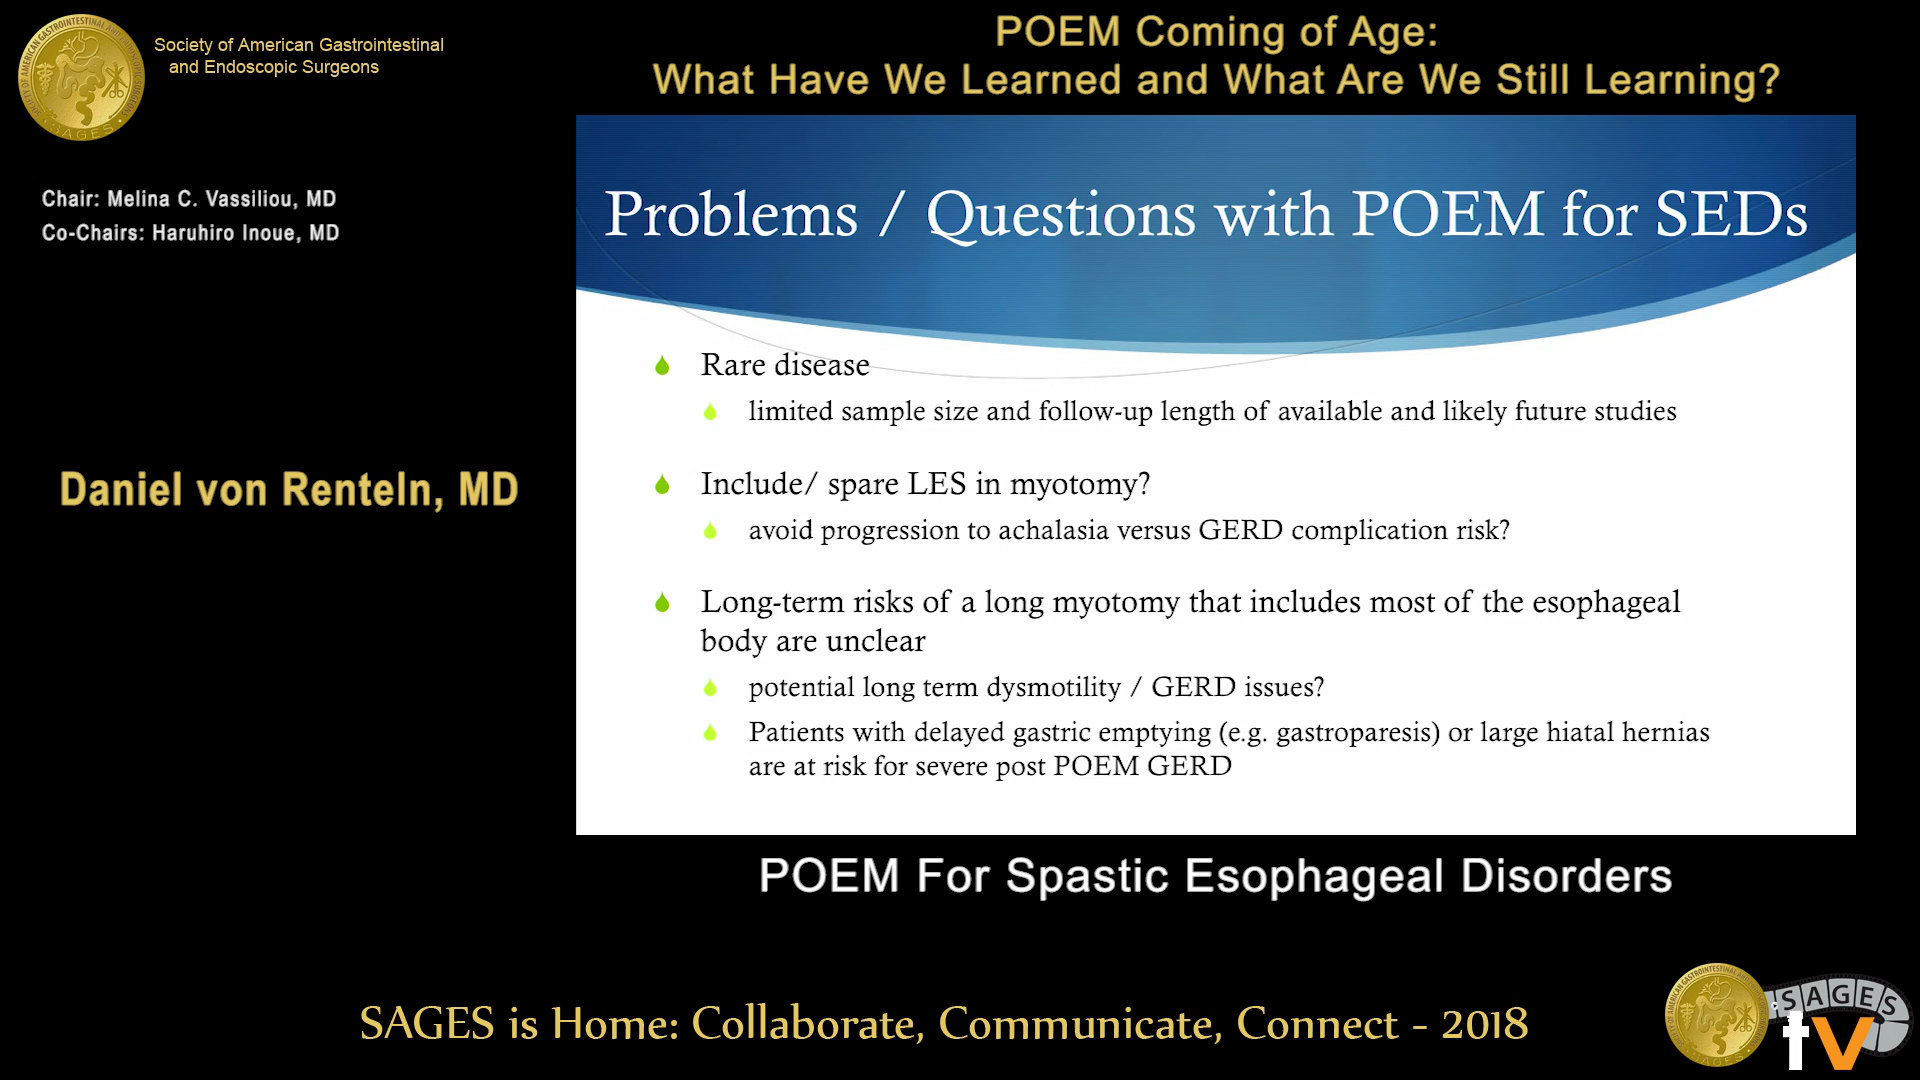 Society of American Gastrointestinal
and Endoscopic Surgeons
POEM Coming of Age:
What Have We Learned and What Are We Still Learning?
Chair: Melina C. Vassiliou, MD
Co-Chairs: Haruhiro Inoue, MD
Daniel von Renteln, MD
Problems / Questions with POEM for SEDs
Rare disease
limited sample size and follow-up length of available and likely future studies
Include/ spare LES in myotomy?
avoid progression to achalasia versus GERD complication risk?
Long-term risks of a long myotomy that includes most of the esophageal
body are unclear
potential long term dysmotility / GERD issues?
Patients with delayed gastric emptying (e.g. gastroparesis) or large hiatal hernias
are at risk for severe post POEM GERD
POEM For Spastic Esophageal Disorders
SAGES is Home: Collaborate, Communicate, Connect - 2018
SAGES
tv